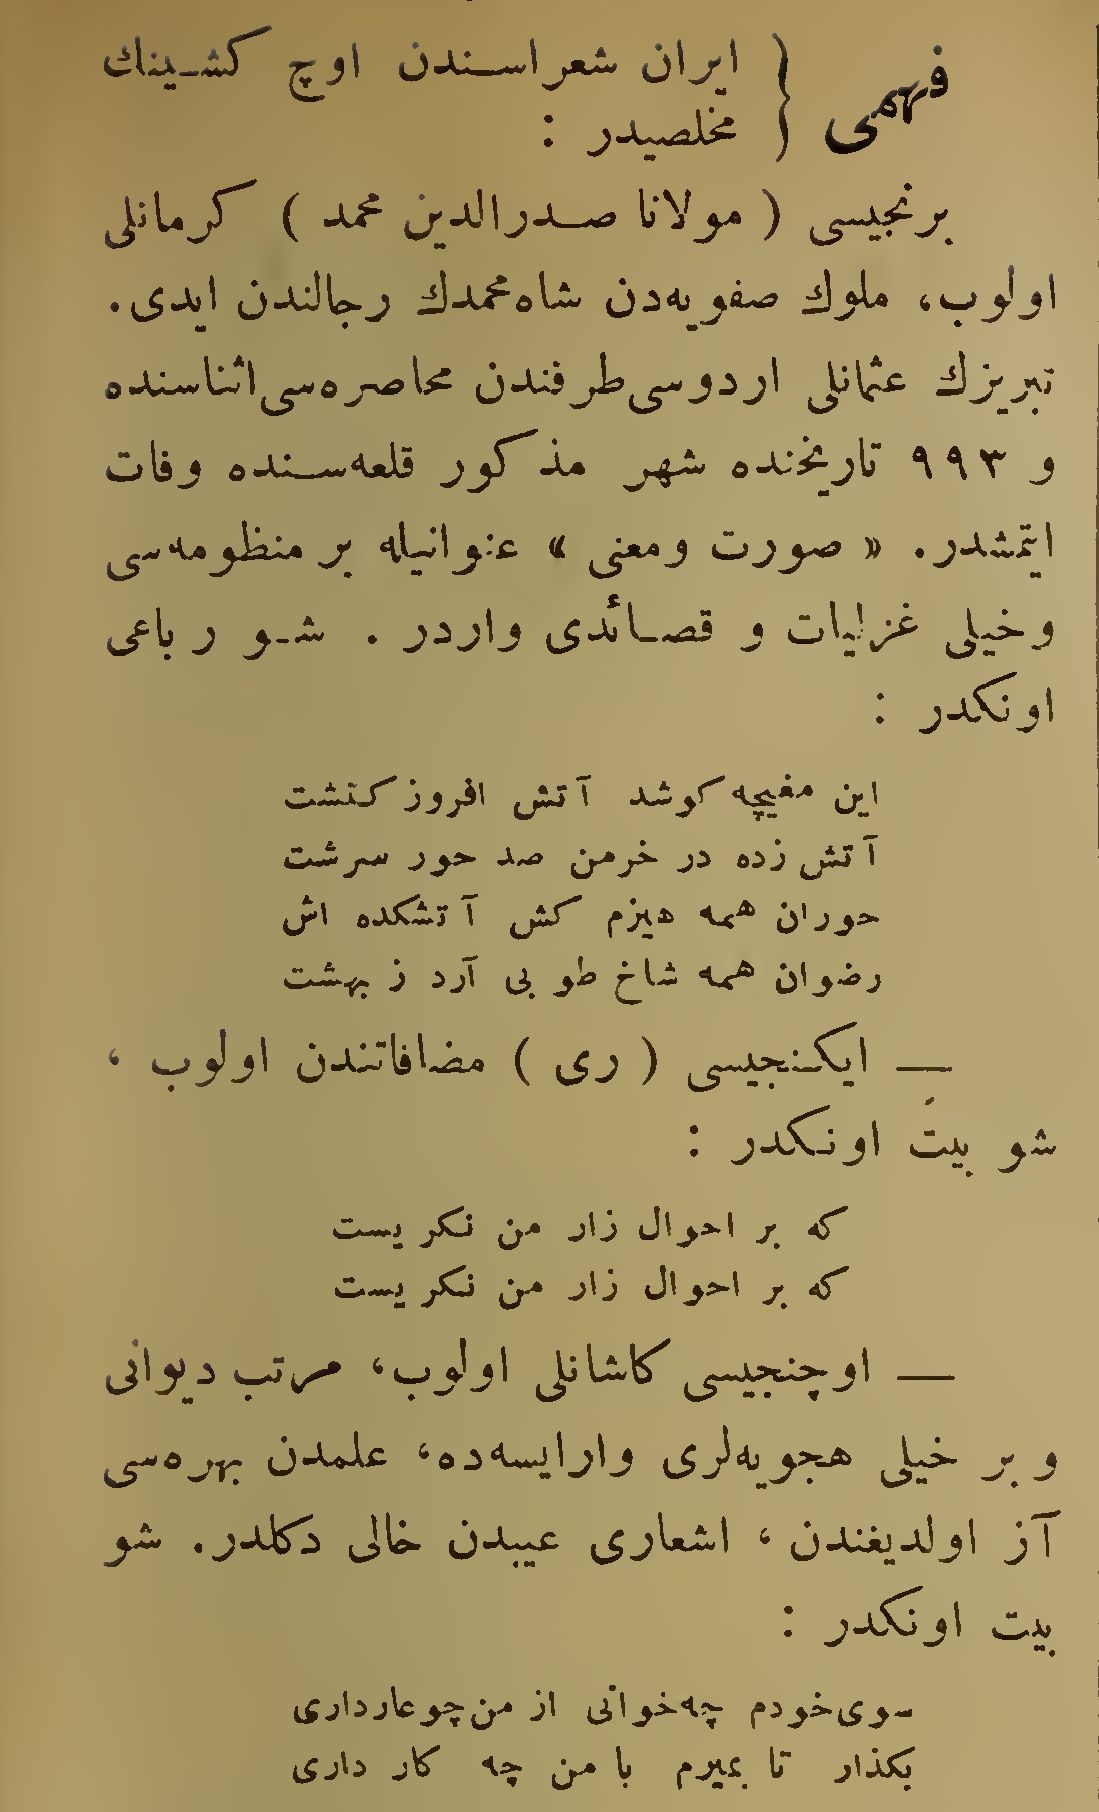 فهمی } ایران شعراسندن اوچ کشینك
مخلصیدر :
برنجیسی ( مولانا صدرالدین محمد ) کرمانلی
اولوب، ملوك صفویه‌دن شاه محمدك رجالندن ایدی.
تبریزك عثمانلی اردوسی طرفندن محاصره‌سی اثناسنده
و ٩٩٣ تاریخنده شهر مذکور قلعه‌سنده وفات
ایتمشدر. « صورت ومعنی » عنوانیله بر منظومه‌سی
وخیلی غزلیات و قصائدی واردر . شو رباعی
اونکدر :
این مغبچه کوشد آتش افروز کنشت
آتش زده در خرمن صد حور سرشت
حوران همه هیزم کش آتشکده اش
رضوان همه شاخ طوبی آرد ز بهشت
— ایکنجیسی ( ری ) مضافاتندن اولوب ،
شو بیت اونکدر :
که بر احوال زار من نکریست
که بر احوال زار من نکریست
— اوچنجیسی کاشانلی اولوب، مرتب دیوانی
و بر خیلی هجویه‌لری وارایسه‌ده، علمدن بهره‌سی
آز اولدیغندن ، اشعاری عیبدن خالی دکلدر. شو
بیت اونکدر :
سوی خودم چه خوانی از من چو عار داری
بکذار تا بمیرم با من چه کار داری